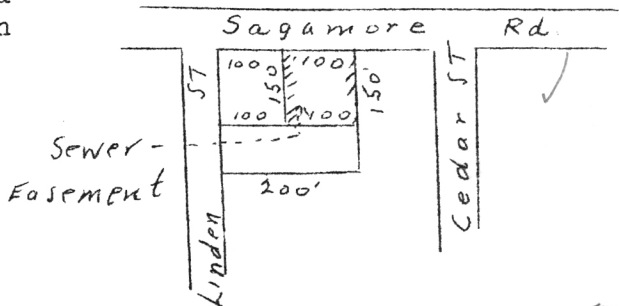 a
n
Sagamore Rd.
100 100'
ST 150' 150'
100 100
Sewer -
Easement
200'
Linden
Cedar ST